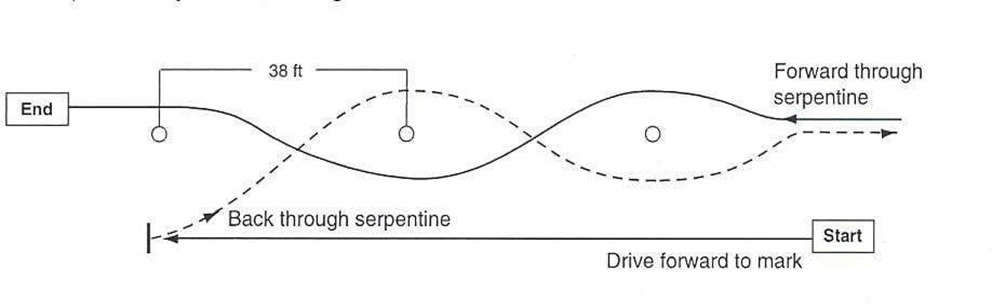 38 ft
Forward through
serpentine
End
Back through serpentine
Start
Drive forward to mark